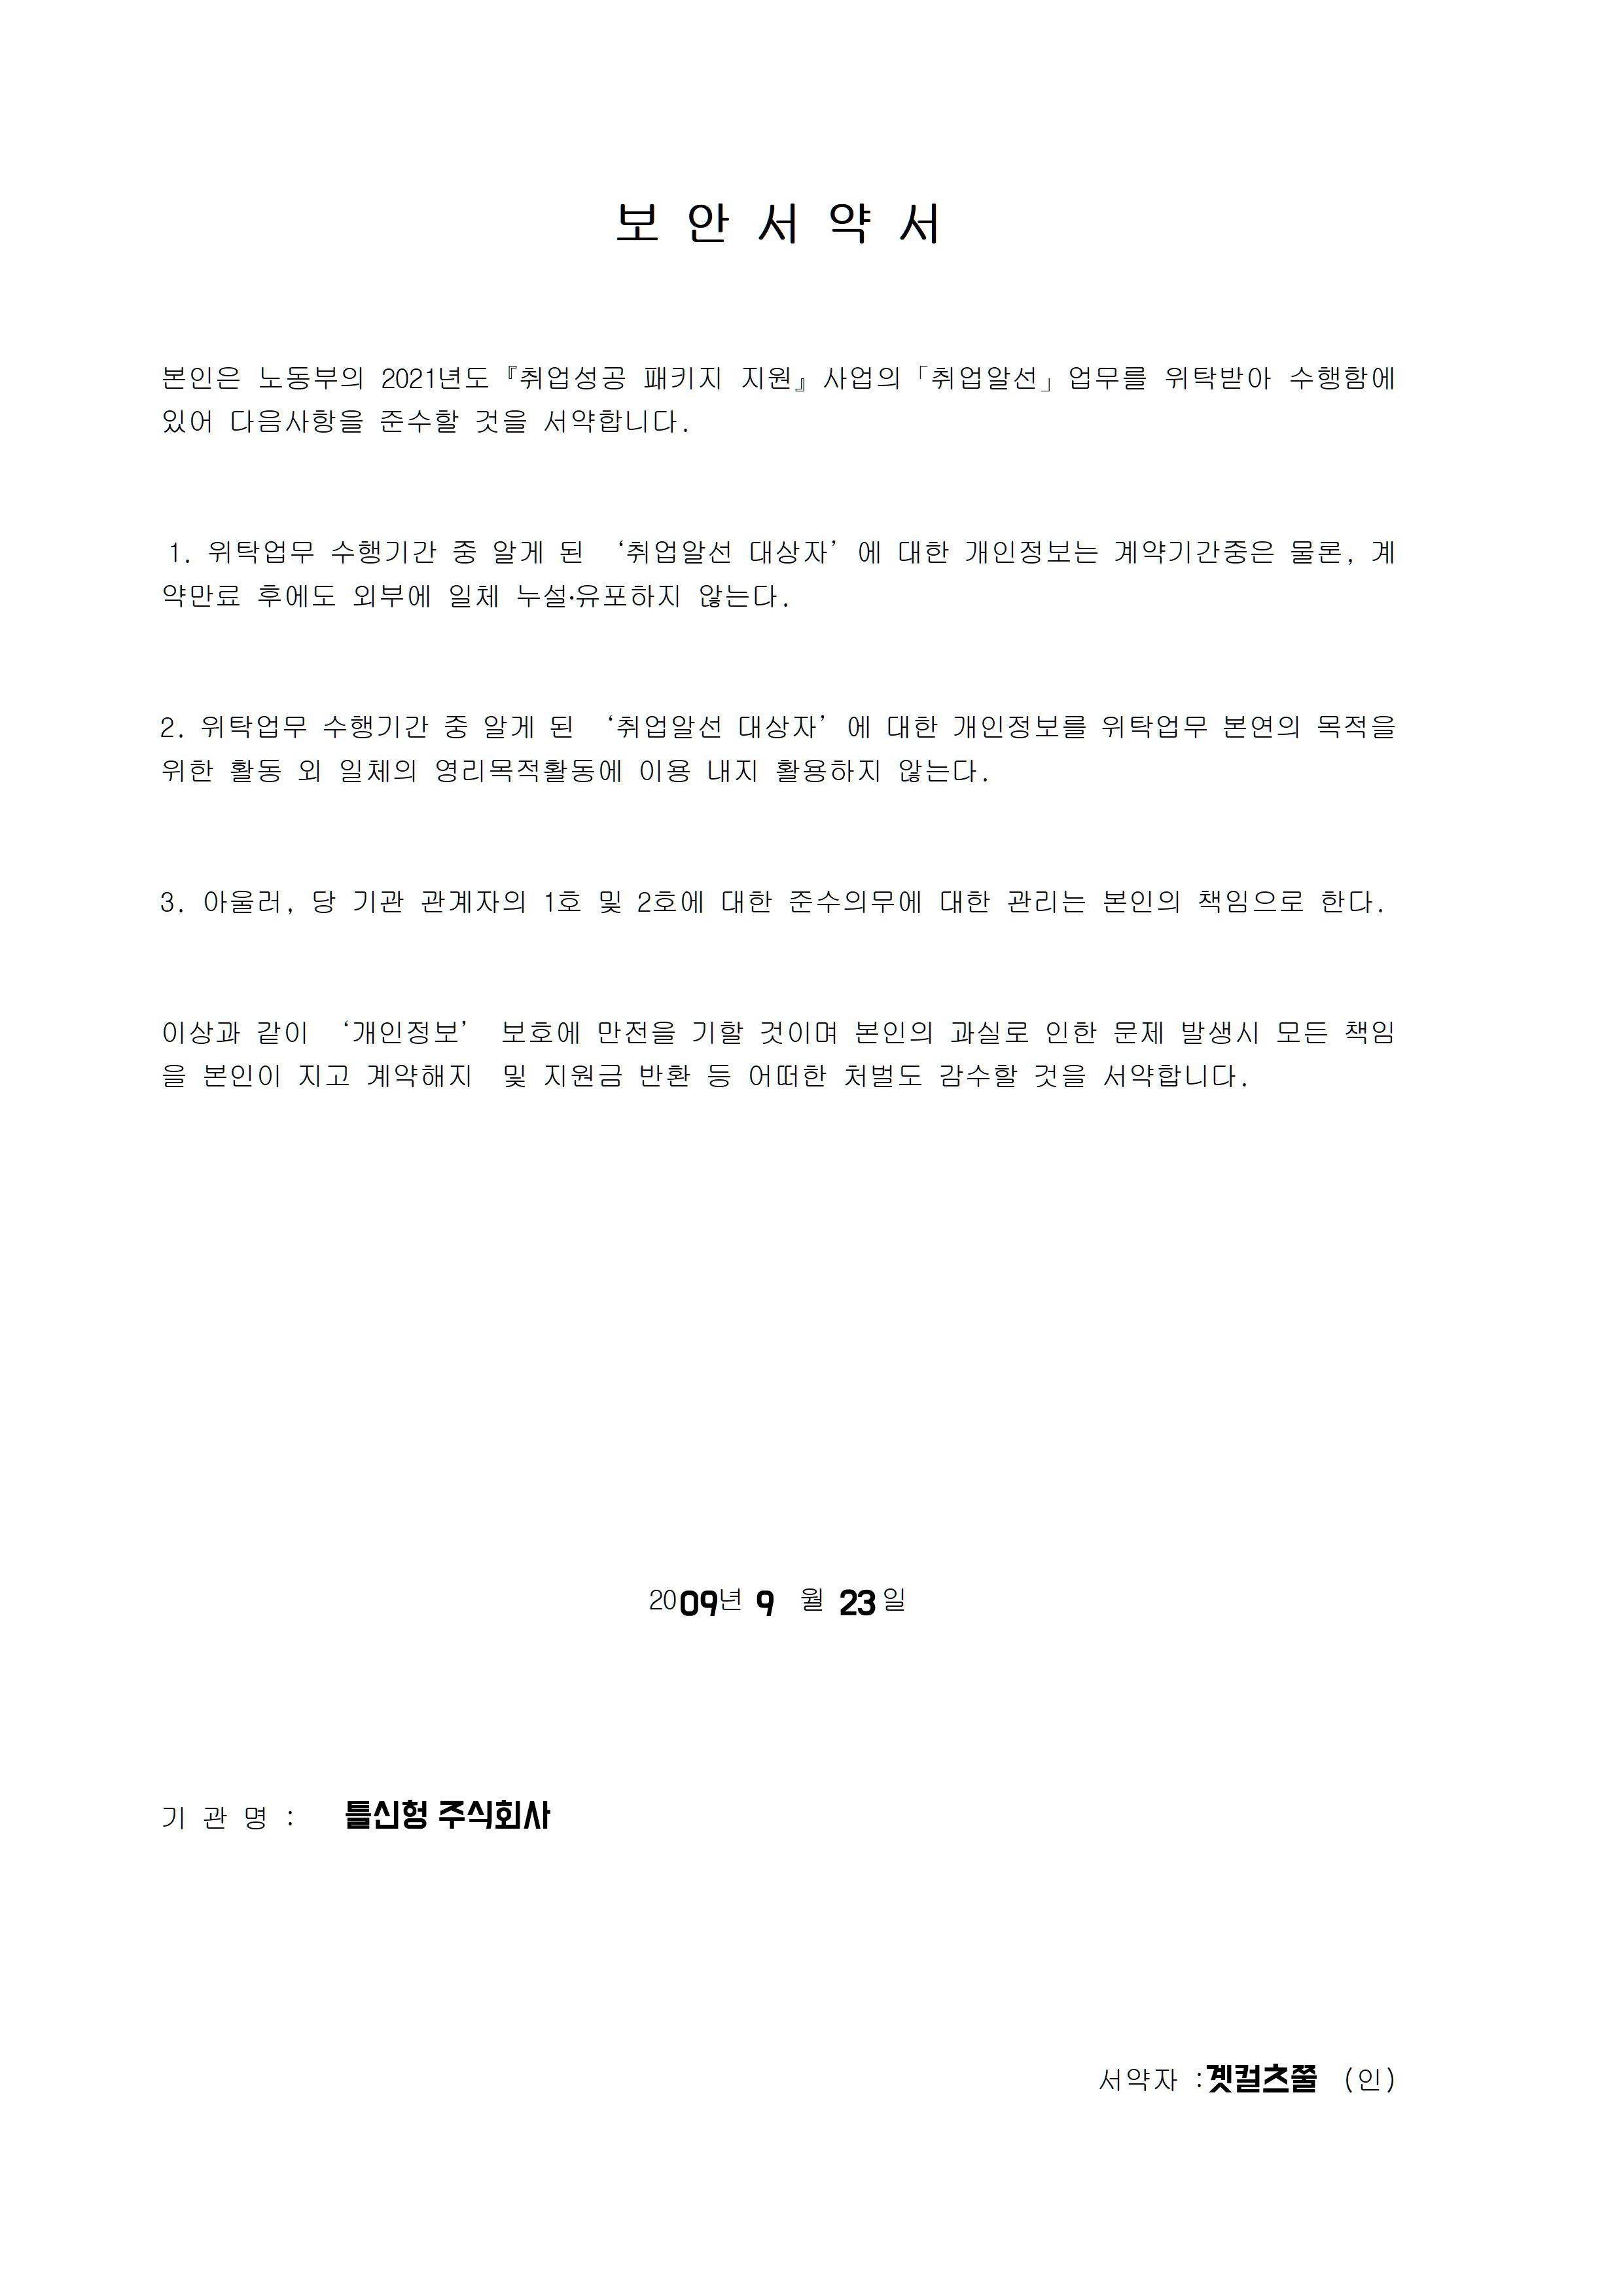 보 안 서 약 서
본인은 노동부의 2021년도『취업성공 패키지 지원』사업의「취업알선」업무를 위탁받아 수행함에
있어 다음사항을 준수할 것을 서약합니다.
1. 위탁업무 수행기간 중 알게 된 ‘취업알선 대상자’에 대한 개인정보는 계약기간중은 물론, 계
약만료 후에도 외부에 일체 누설·유포하지 않는다.
2. 위탁업무 수행기간 중 알게 된 ‘취업알선 대상자’에 대한 개인정보를 위탁업무 본연의 목적을
위한 활동 외 일체의 영리목적활동에 이용 내지 활용하지 않는다.
3. 아울러, 당 기관 관계자의 1호 및 2호에 대한 준수의무에 대한 관리는 본인의 책임으로 한다.
이상과 같이 ‘개인정보’ 보호에 만전을 기할 것이며 본인의 과실로 인한 문제 발생시 모든 책임
을 본인이 지고 계약해지 및 지원금 반환 등 어떠한 처벌도 감수할 것을 서약합니다.
2009년 9 월 23일
기 관 명 : 틀신헝 주식회사
서약자 :곗컬츠쭐 (인)